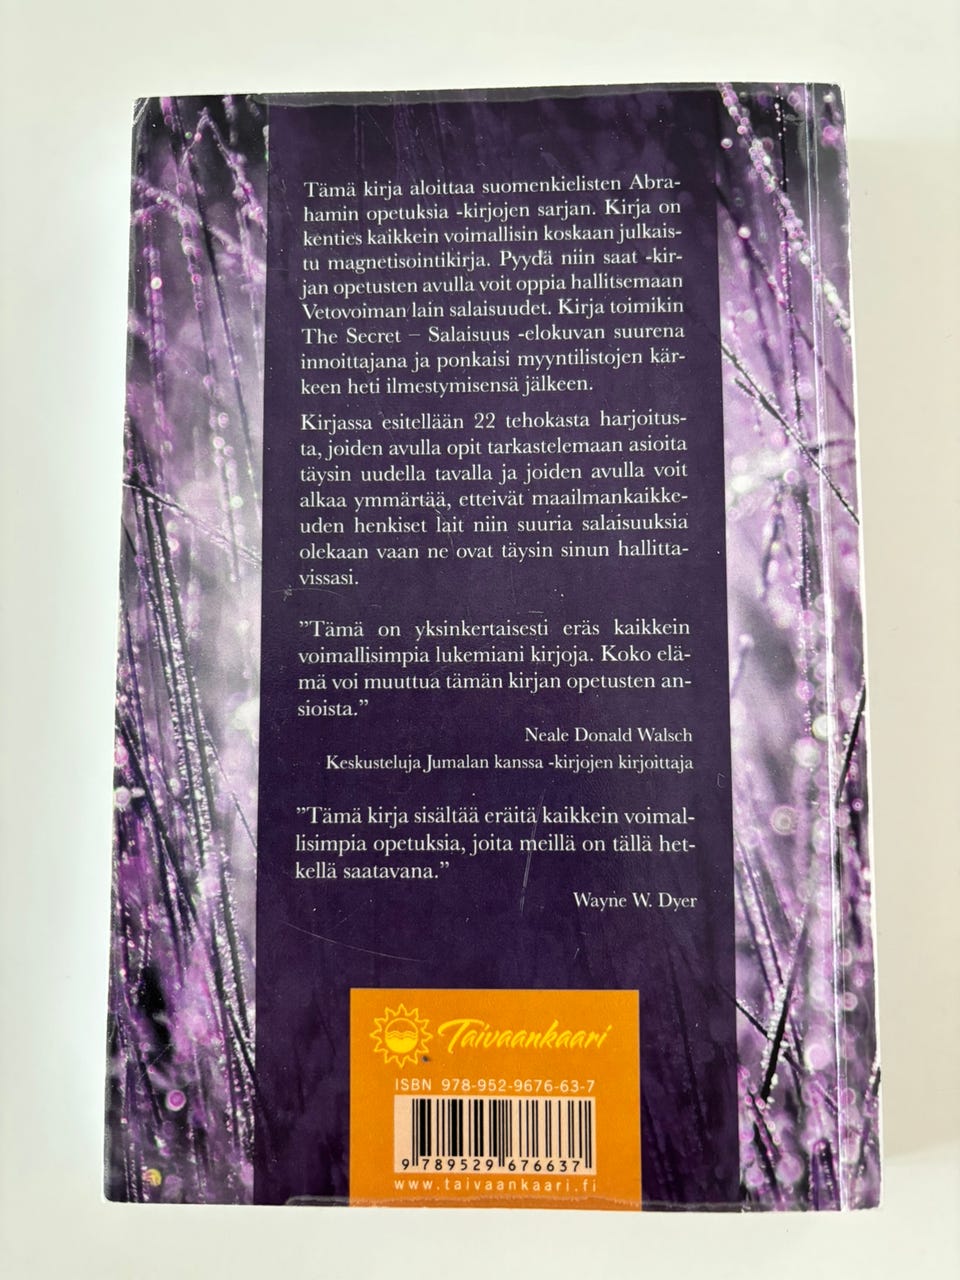 Tämä kirja aloittaa suomenkielisten Abra-
hamin opetuksia -kirjojen sarjan. Kirja on
kenties kaikkein voimallisin koskaan julkais-
tu magnetisointikirja. Pyydä niin saat -kir-
jan opetusten avulla voit oppia hallitsemaan
Vetovoiman lain salaisuudet. Kirja toimikin
The Secret – Salaisuus -elokuvan suurena
innoittajana ja ponkaisi myyntilistojen kär-
keen heti ilmestymisensä jälkeen.
Kirjassa esitellään 22 tehokasta harjoitus-
ta, joiden avulla opit tarkastelemaan asioita
täysin uudella tavalla ja joiden avulla voit
alkaa ymmärtää, etteivät maailmankaikke-
uden henkiset lait niin suuria salaisuuksia
olekaan vaan ne ovat täysin sinun hallitta-
vissasi.
”Tämä on yksinkertaisesti eräs kaikkein
voimallisimpia lukemiani kirjoja. Koko elä-
mä voi muuttua tämän kirjan opetusten an-
sioista.”
Neale Donald Walsch
Keskusteluja Jumalan kanssa -kirjojen kirjoittaja
”Tämä kirja sisältää eräitä kaikkein voimal-
lisimpia opetuksia, joita meillä on tällä het-
kellä saatavana.”
Wayne W. Dyer
Taivaankaari
ISBN 978-952-9676-63-7
9 789529 676637
www.taivaankaari.fi